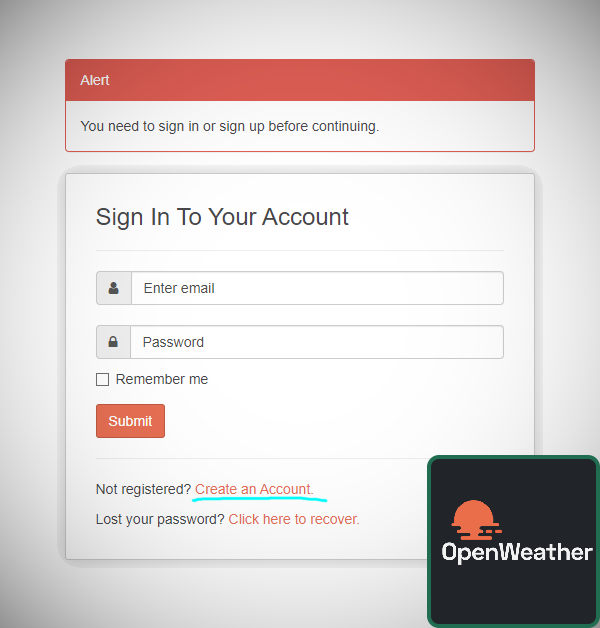 Alert
You need to sign in or sign up before continuing.
Sign In To Your Account
Enter email
Password
Remember me
Submit
Not registered? Create an Account.
Lost your password? Click here to recover.
OpenWeather